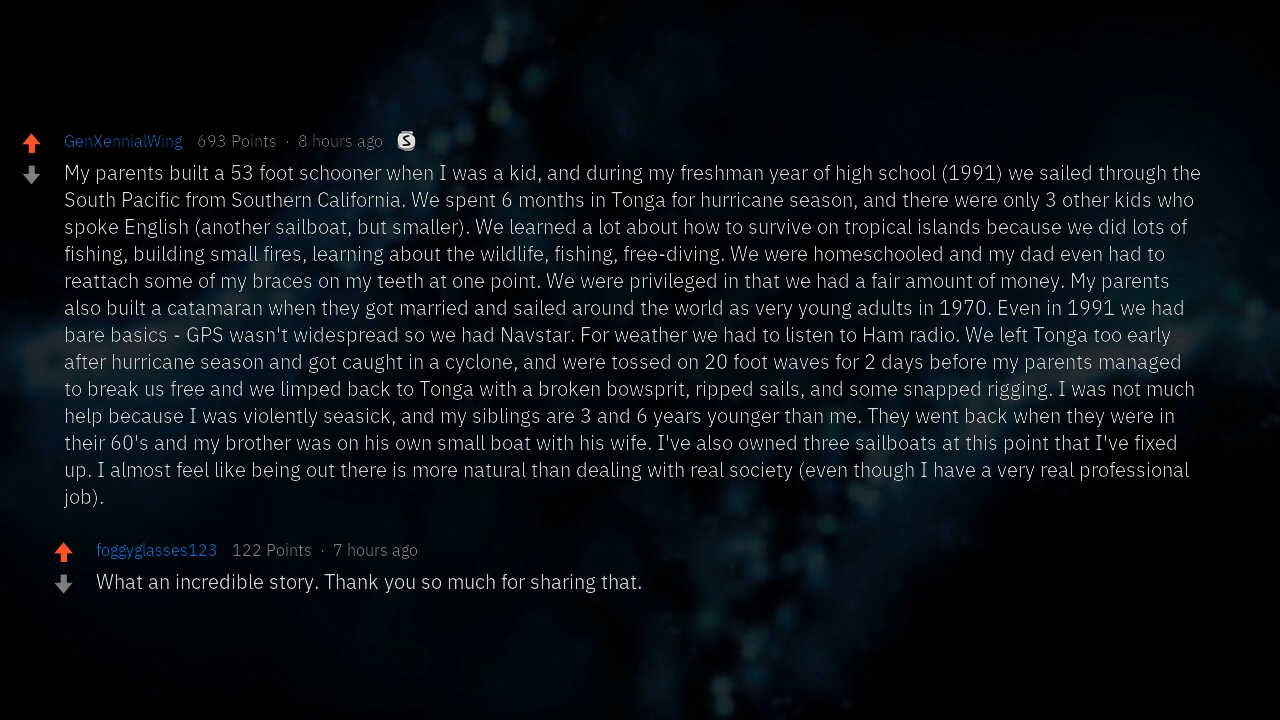 GenXennialWing 693 Points · 8 hours ago S
My parents built a 53 foot schooner when I was a kid, and during my freshman year of high school (1991) we sailed through the
South Pacific from Southern California. We spent 6 months in Tonga for hurricane season, and there were only 3 other kids who
spoke English (another sailboat, but smaller). We learned a lot about how to survive on tropical islands because we did lots of
fishing, building small fires, learning about the wildlife, fishing, free-diving. We were homeschooled and my dad even had to
reattach some of my braces on my teeth at one point. We were privileged in that we had a fair amount of money. My parents
also built a catamaran when they got married and sailed around the world as very young adults in 1970. Even in 1991 we had
bare basics - GPS wasn't widespread so we had Navstar. For weather we had to listen to Ham radio. We left Tonga too early
after hurricane season and got caught in a cyclone, and were tossed on 20 foot waves for 2 days before my parents managed
to break us free and we limped back to Tonga with a broken bowsprit, ripped sails, and some snapped rigging. I was not much
help because I was violently seasick, and my siblings are 3 and 6 years younger than me. They went back when they were in
their 60's and my brother was on his own small boat with his wife. I've also owned three sailboats at this point that I've fixed
up. I almost feel like being out there is more natural than dealing with real society (even though I have a very real professional
job).
foggyglasses123 122 Points · 7 hours ago
What an incredible story. Thank you so much for sharing that.